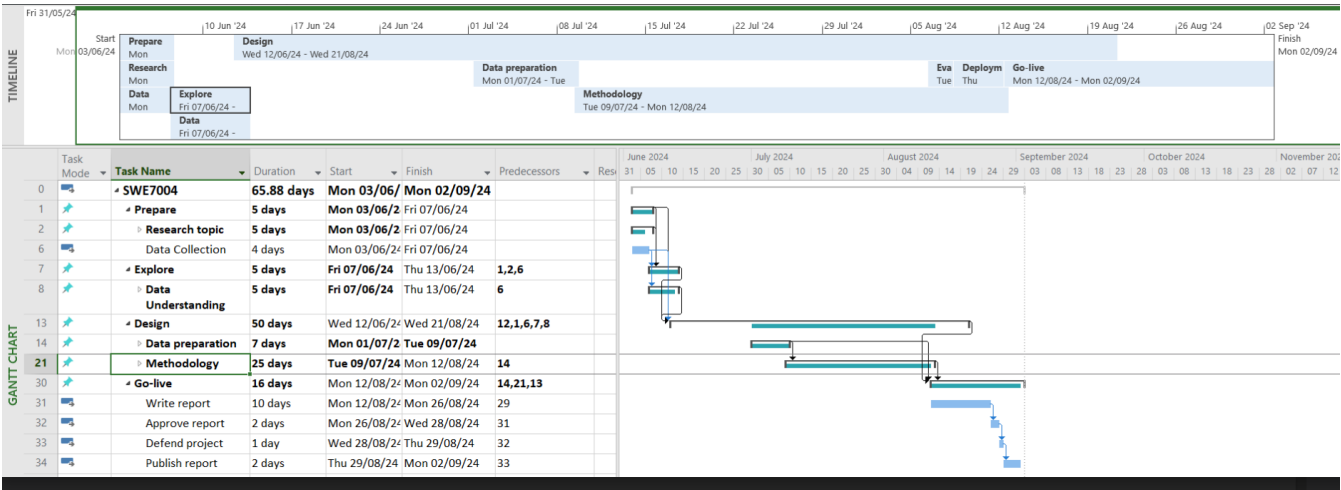 Fri 31/05/24
10 Jun '24 17 Jun '24 24 Jun '24 01 Jul '24 08 Jul '24 15 Jul '24 22 Jul '24 29 Jul '24 05 Aug '24 12 Aug '24 19 Aug '24 26 Aug '24 02 Sep '24
TIMELINE
Start
Mon 03/06/24
Prepare
Mon
Design
Wed 12/06/24 - Wed 21/08/24
Finish
Mon 02/09/24
Research
Mon
Data preparation
Mon 01/07/24 - Tue
Eva
Tue
Deploym
Thu
Go-live
Mon 12/08/24 - Mon 02/09/24
Data
Mon
Explore
Fri 07/06/24 -
Methodology
Tue 09/07/24 - Mon 12/08/24
Data
Fri 07/06/24 -
GANTT CHART
Task Mode Task Name Duration Start Finish Predecessors Res
June 2024 July 2024 August 2024 September 2024 October 2024 November 202
31 05 10 15 20 25 30 05 10 15 20 25 30 04 09 14 19 24 29 03 08 13 18 23 28 03 08 13 18 23 28 02 07 12
0 SWE7004 65.88 days Mon 03/06/ Mon 02/09/24
1 Prepare 5 days Mon 03/06/2 Fri 07/06/24
2 Research topic 5 days Mon 03/06/2 Fri 07/06/24
6 Data Collection 4 days Mon 03/06/24 Fri 07/06/24
7 Explore 5 days Fri 07/06/24 Thu 13/06/24 1,2,6
8 Data Understanding 5 days Fri 07/06/24 Thu 13/06/24 6
13 Design 50 days Wed 12/06/24 Wed 21/08/24 12,1,6,7,8
14 Data preparation 7 days Mon 01/07/2 Tue 09/07/24
21 Methodology 25 days Tue 09/07/24 Mon 12/08/24 14
30 Go-live 16 days Mon 12/08/24 Mon 02/09/24 14,21,13
31 Write report 10 days Mon 12/08/24 Mon 26/08/24 29
32 Approve report 2 days Mon 26/08/24 Wed 28/08/24 31
33 Defend project 1 day Wed 28/08/24 Thu 29/08/24 32
34 Publish report 2 days Thu 29/08/24 Mon 02/09/24 33